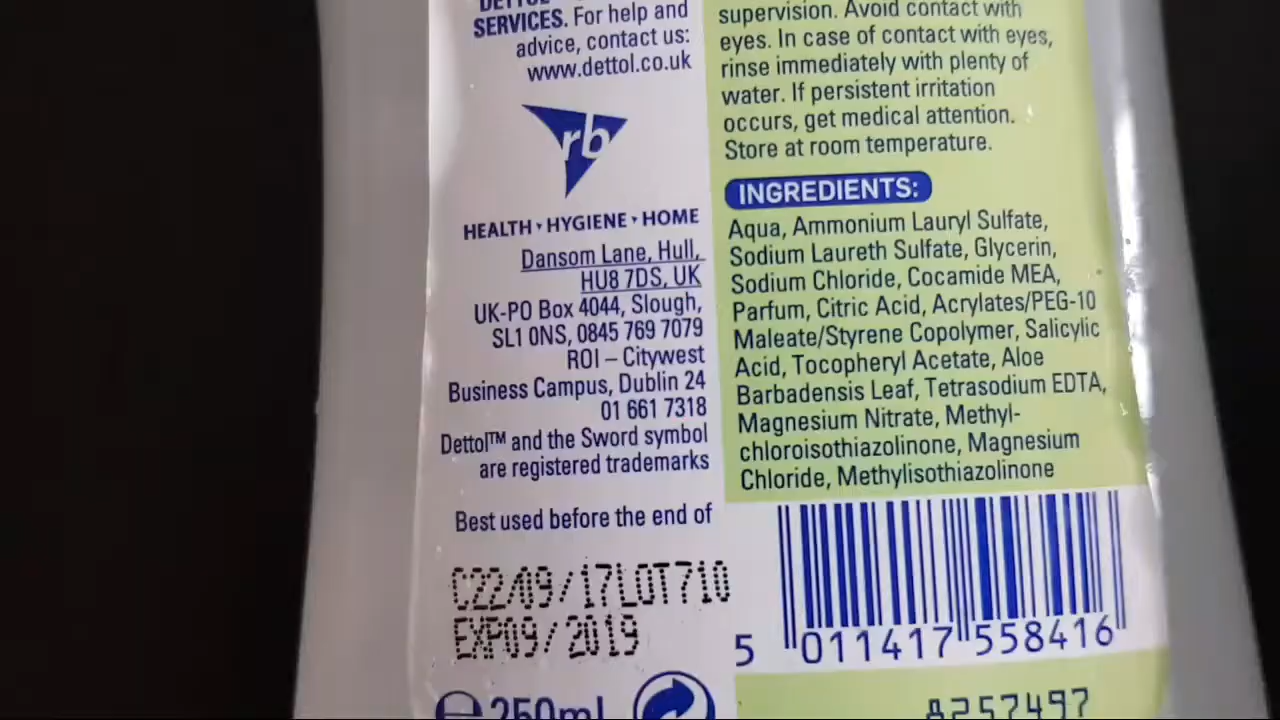 DETTOL
SERVICES. For help and
advice, contact us:
www.dettol.co.uk
rb
HEALTH • HYGIENE • HOME
Dansom Lane, Hull,
HU8 7DS, UK
UK-PO Box 4044, Slough,
SL1 0NS, 0845 769 7079
ROI – Citywest
Business Campus, Dublin 24
01 661 7318
Dettol™ and the Sword symbol
are registered trademarks
Best used before the end of
C22/09/17LOT710
EXP09/2019
℮250ml
supervision. Avoid contact with
eyes. In case of contact with eyes,
rinse immediately with plenty of
water. If persistent irritation
occurs, get medical attention.
Store at room temperature.
INGREDIENTS:
Aqua, Ammonium Lauryl Sulfate,
Sodium Laureth Sulfate, Glycerin,
Sodium Chloride, Cocamide MEA,
Parfum, Citric Acid, Acrylates/PEG-10
Maleate/Styrene Copolymer, Salicylic
Acid, Tocopheryl Acetate, Aloe
Barbadensis Leaf, Tetrasodium EDTA,
Magnesium Nitrate, Methyl-
chloroisothiazolinone, Magnesium
Chloride, Methylisothiazolinone
5 011417 558416
8257497